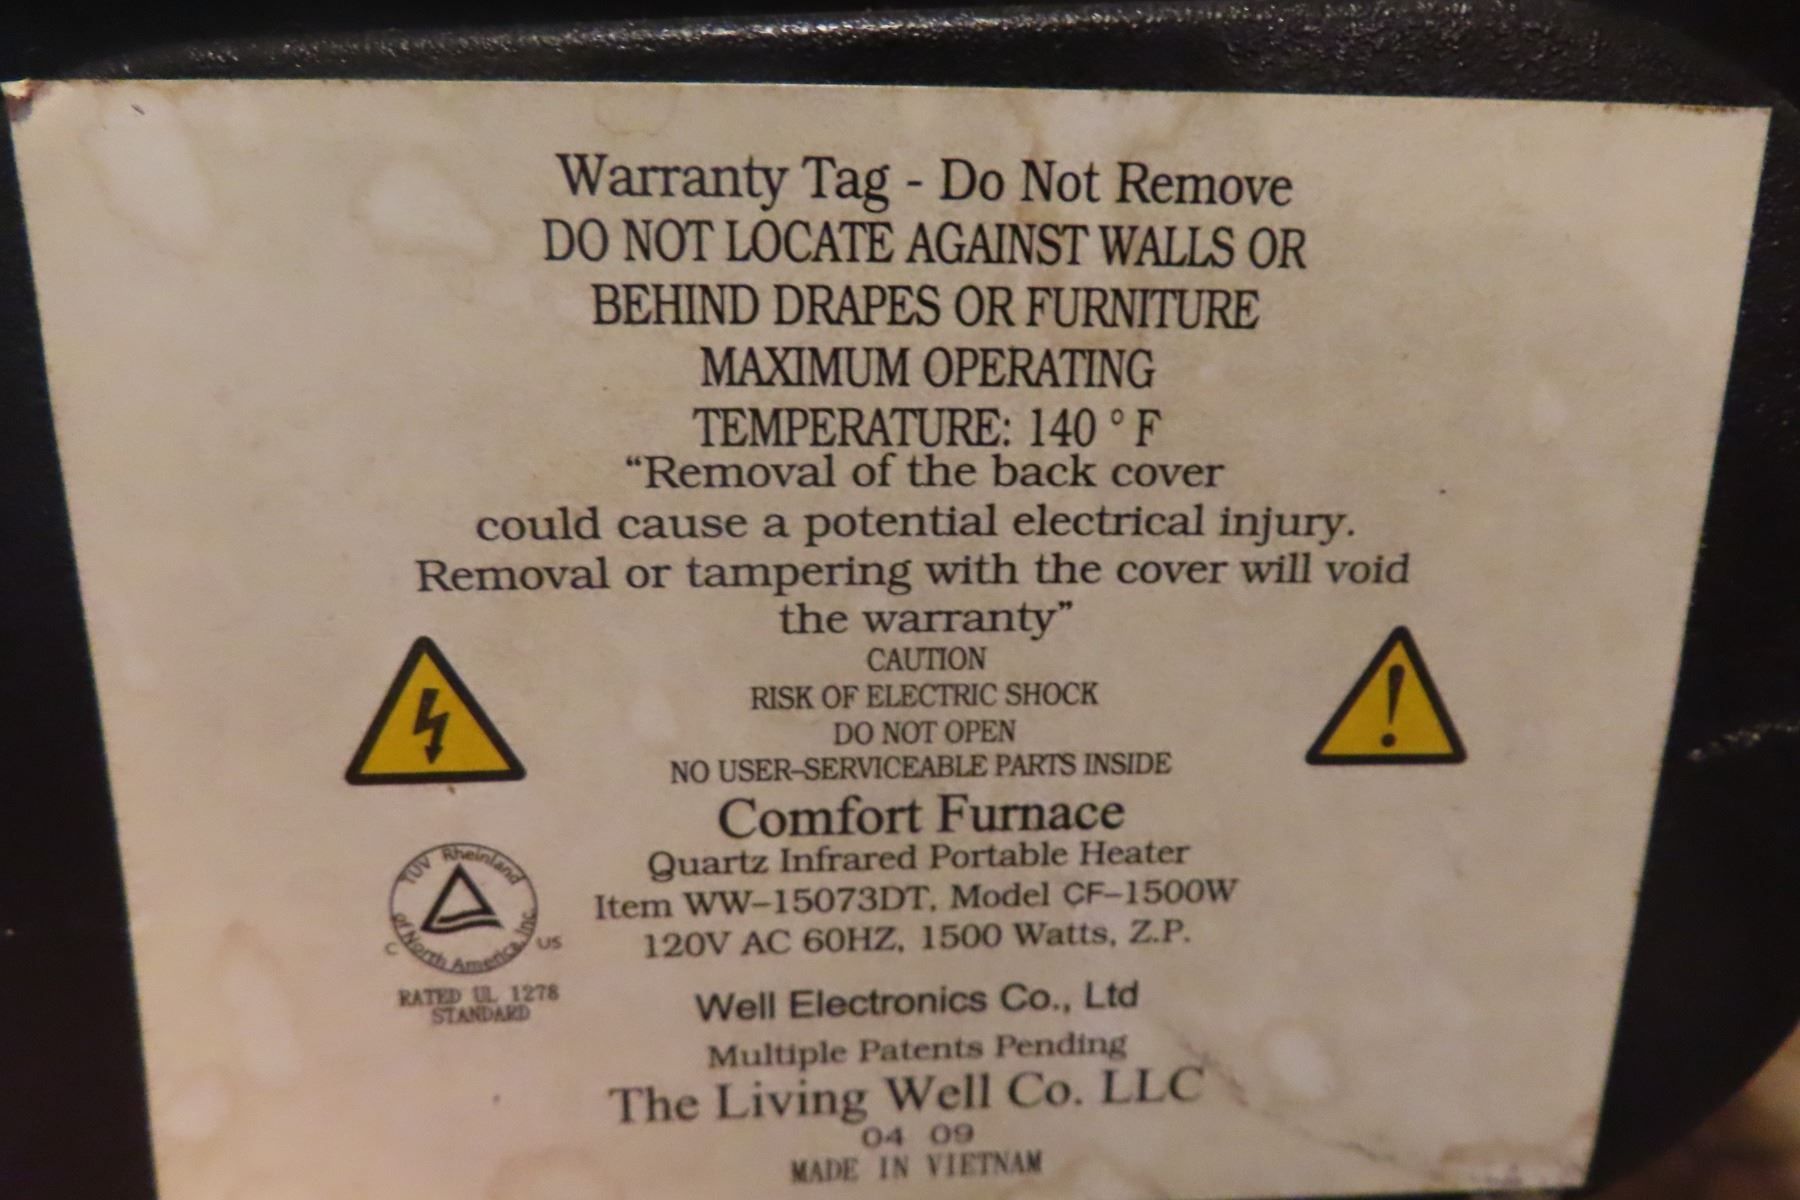 Warranty Tag - Do Not Remove
DO NOT LOCATE AGAINST WALLS OR
BEHIND DRAPES OR FURNITURE
MAXIMUM OPERATING
TEMPERATURE: 140 ° F
“Removal of the back cover
could cause a potential electrical injury.
Removal or tampering with the cover will void
the warranty”
CAUTION
RISK OF ELECTRIC SHOCK
DO NOT OPEN
NO USER-SERVICEABLE PARTS INSIDE
Comfort Furnace
Quartz Infrared Portable Heater
Item WW-15073DT, Model CF-1500W
120V AC 60HZ, 1500 Watts, Z.P.
TUV Rheinland
of North America, Inc.
C US
RATED UL 1278
STANDARD
Well Electronics Co., Ltd
Multiple Patents Pending
The Living Well Co. LLC
04 09
MADE IN VIETNAM